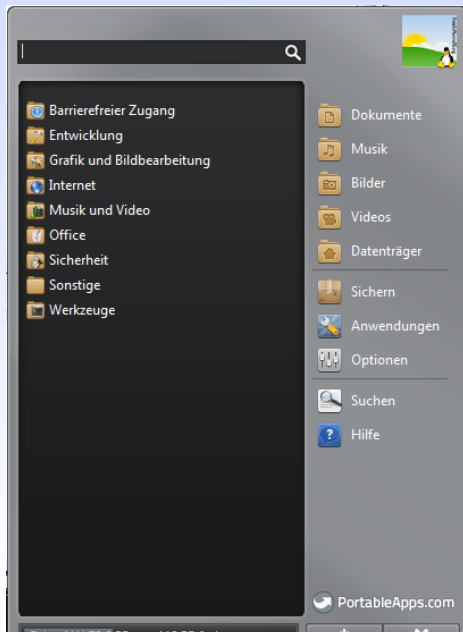 Barrierefreier Zugang
Entwicklung
Grafik und Bildbearbeitung
Internet
Musik und Video
Office
Sicherheit
Sonstige
Werkzeuge
Dokumente
Musik
Bilder
Videos
Datenträger
Sichern
Anwendungen
Optionen
Suchen
Hilfe
PortableApps.com